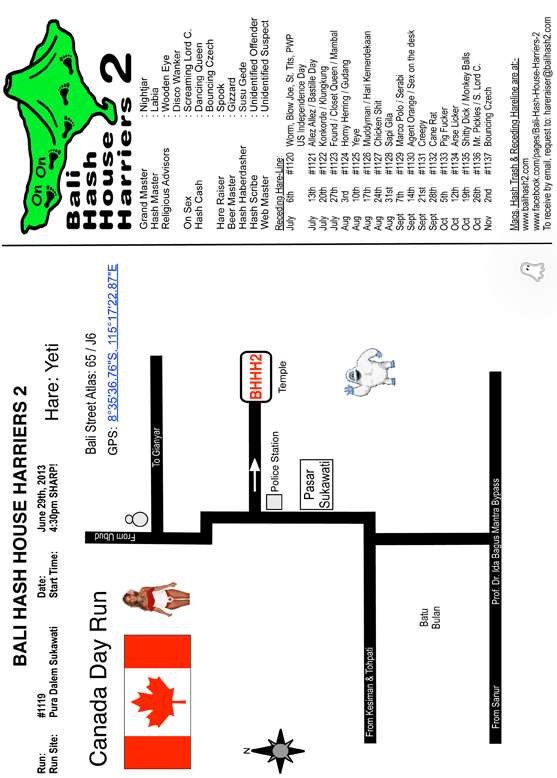 BALI HASH HOUSE HARRIERS 2
Run: #1119 Date: June 29th, 2013
Run Site: Pura Dalem Sukawati Start Time: 4:30pm SHARP!
Hare: Yeti
Canada Day Run
Bali Street Atlas: 65 / J6
GPS: 8°35'36.76"S, 115°17'22.87"E
N
From Ubud
To Gianyar
BHHH2
Temple
Police Station
Pasar
Sukawati
Batu
Bulan
From Kesiman & Tohpati
From Sanur
Prof. Dr. Ida Bagus Mantra Bypass
On On
Bali
Hash
House
Harriers 2
Grand Master : Nightjar
Hash Master : Labia
Religious Advisors : Wooden Eye
: Disco Wanker
On Sex : Screaming Lord C.
Hash Cash : Dancing Queen
: Bouncing Czech
Hare Raiser : Spook
Beer Master : Gizzard
Hash Haberdasher : Susu Gede
Hash Scribe : Unidentified Offender
Web Master : Unidentified Suspect
Receding Hare-Line:
July 6th #1120 Worm, Blow Joe, St. Tits, PWP
US Independence Day
July 13th #1121 Allez Allez / Bastille Day
July 20th #1122 Konkorde / Klungkung
July 27th #1123 Found / Closet Queen / Mambal
Aug 3rd #1124 Horny Herring / Gudang
Aug 10th #1125 Yeye
Aug 17th #1126 Muddyman / Hari Kemerdekaan
Aug 24th #1127 Chicken Shit
Aug 31st #1128 Sapi Gila
Sept 7th #1129 Marco Polo / Serabi
Sept 14th #1130 Agent Orange / Sex on the desk
Sept 21st #1131 Creepy
Sept 28th #1132 Canal Rat
Oct 5th #1133 Pig Fucker
Oct 12th #1134 Arse Licker
Oct 19th #1135 Shitty Dick / Monkey Balls
Oct 26th #1136 Mr. Pickles, S. Lord C.
Nov 2nd #1137 Bouncing Czech
Maps, Hash Trash & Receding Hareline are at:-
www.balihash2.com
www.facebook.com/pages/Bali-Hash-House-Harriers-2
To receive by email, request to: hareraiser@balihash2.com